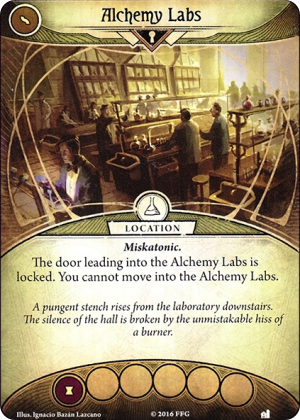 Alchemy Labs
LOCATION
Miskatonic.
The door leading into the Alchemy Labs is
locked. You cannot move into the Alchemy Labs.
A pungent stench rises from the laboratory downstairs.
The silence of the hall is broken by the unmistakable hiss of
a burner.
Illus. Ignacio Bazán Lazcano
© 2016 FFG